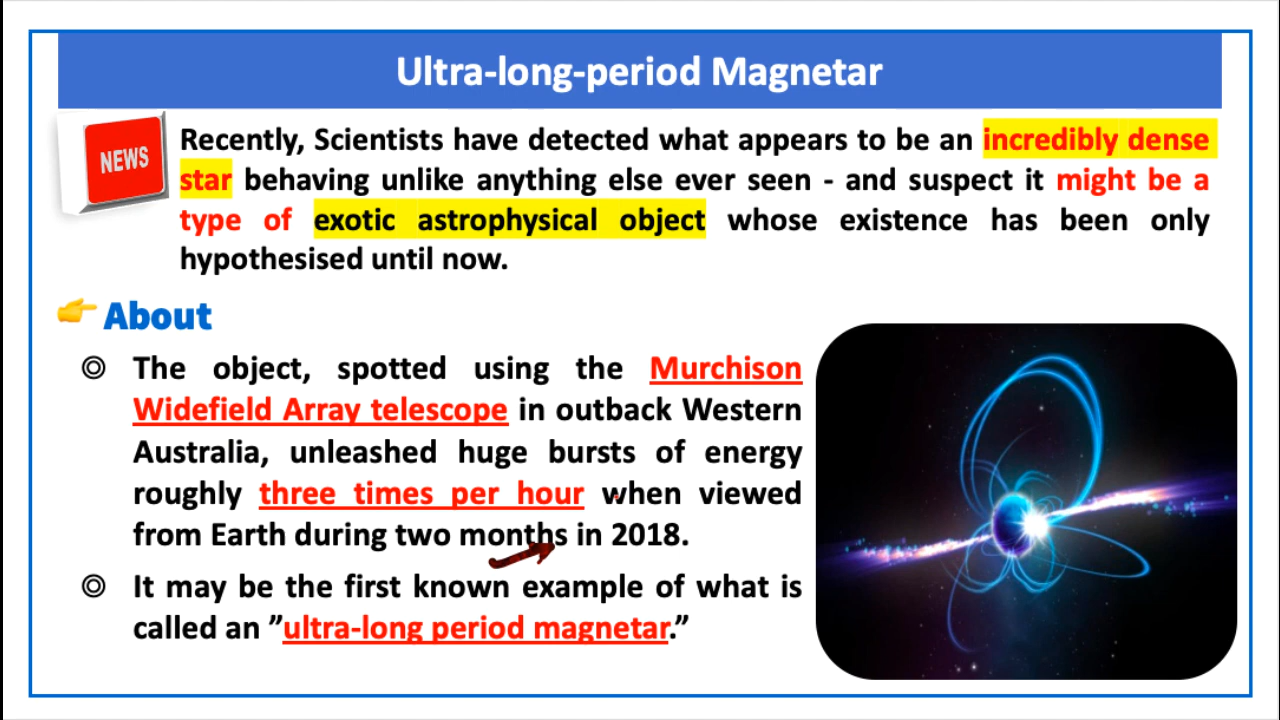 Ultra-long-period Magnetar
NEWS
Recently, Scientists have detected what appears to be an incredibly dense
star behaving unlike anything else ever seen - and suspect it might be a
type of exotic astrophysical object whose existence has been only
hypothesised until now.
👉 About
◎ The object, spotted using the Murchison
Widefield Array telescope in outback Western
Australia, unleashed huge bursts of energy
roughly three times per hour when viewed
from Earth during two months in 2018.
◎ It may be the first known example of what is
called an ”ultra-long period magnetar.”